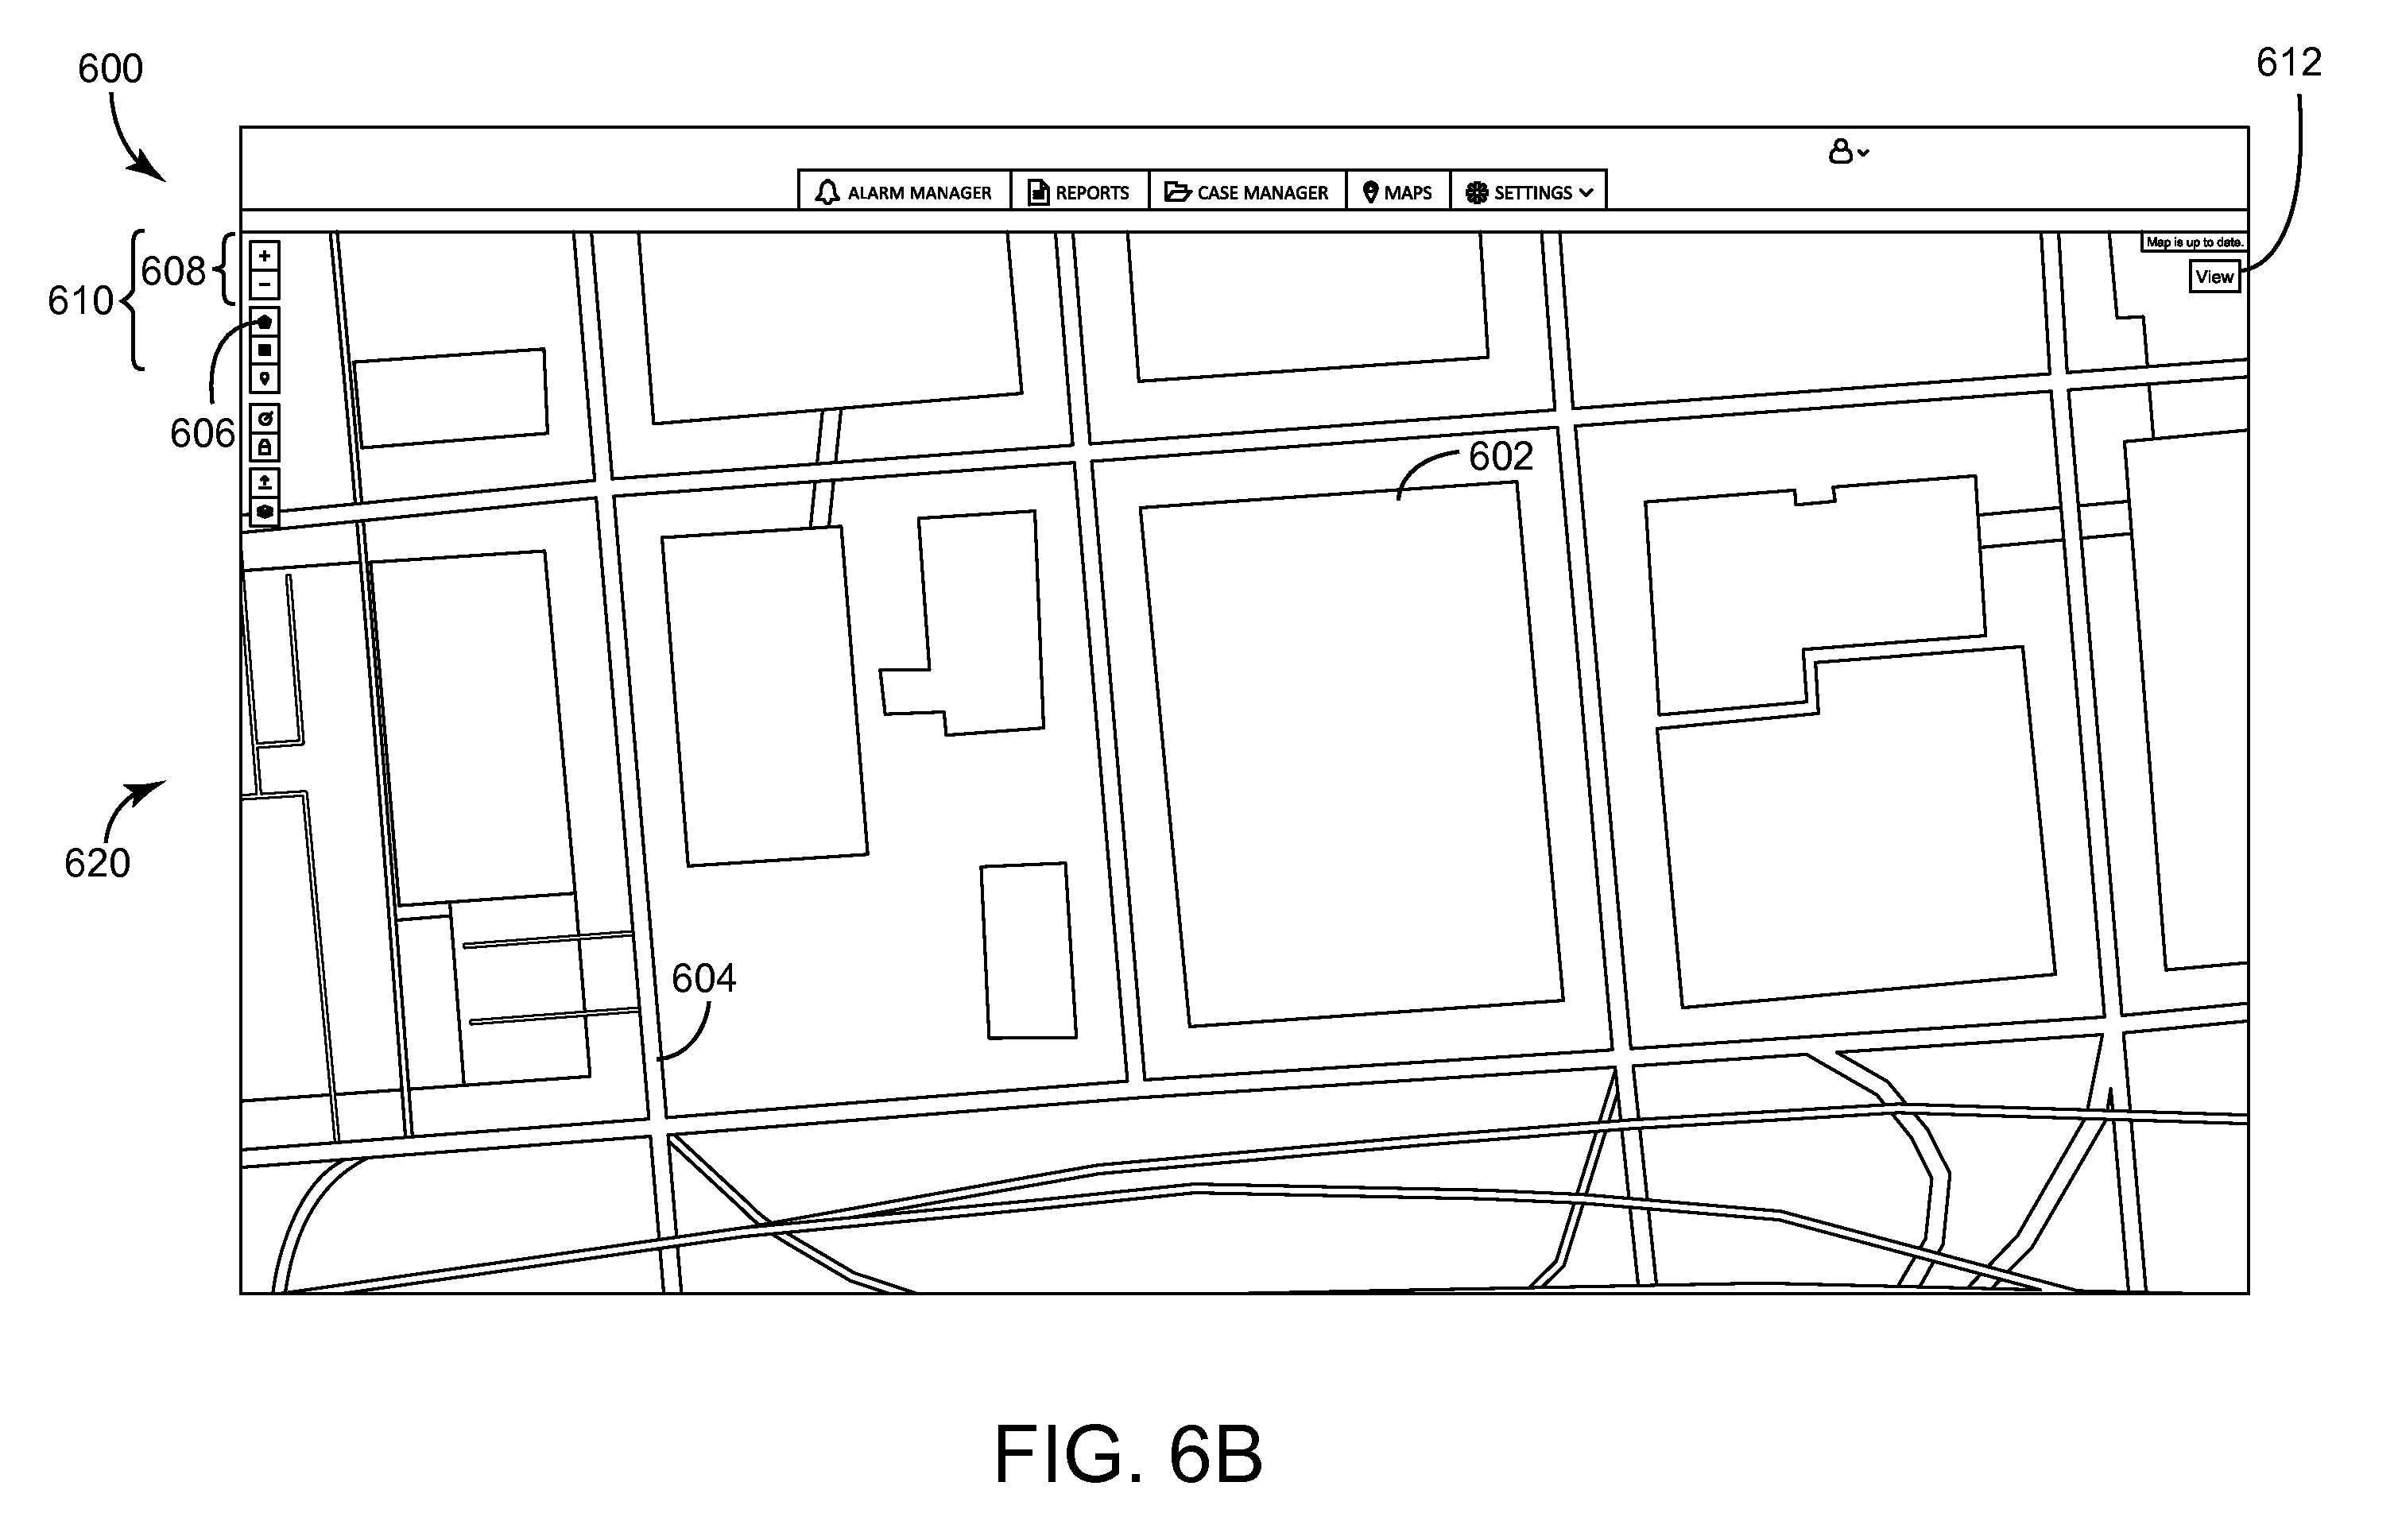 600
612
ALARM MANAGER REPORTS CASE MANAGER MAPS SETTINGS
Map is up to date.
608
View
610
606
602
620
604
FIG. 6B